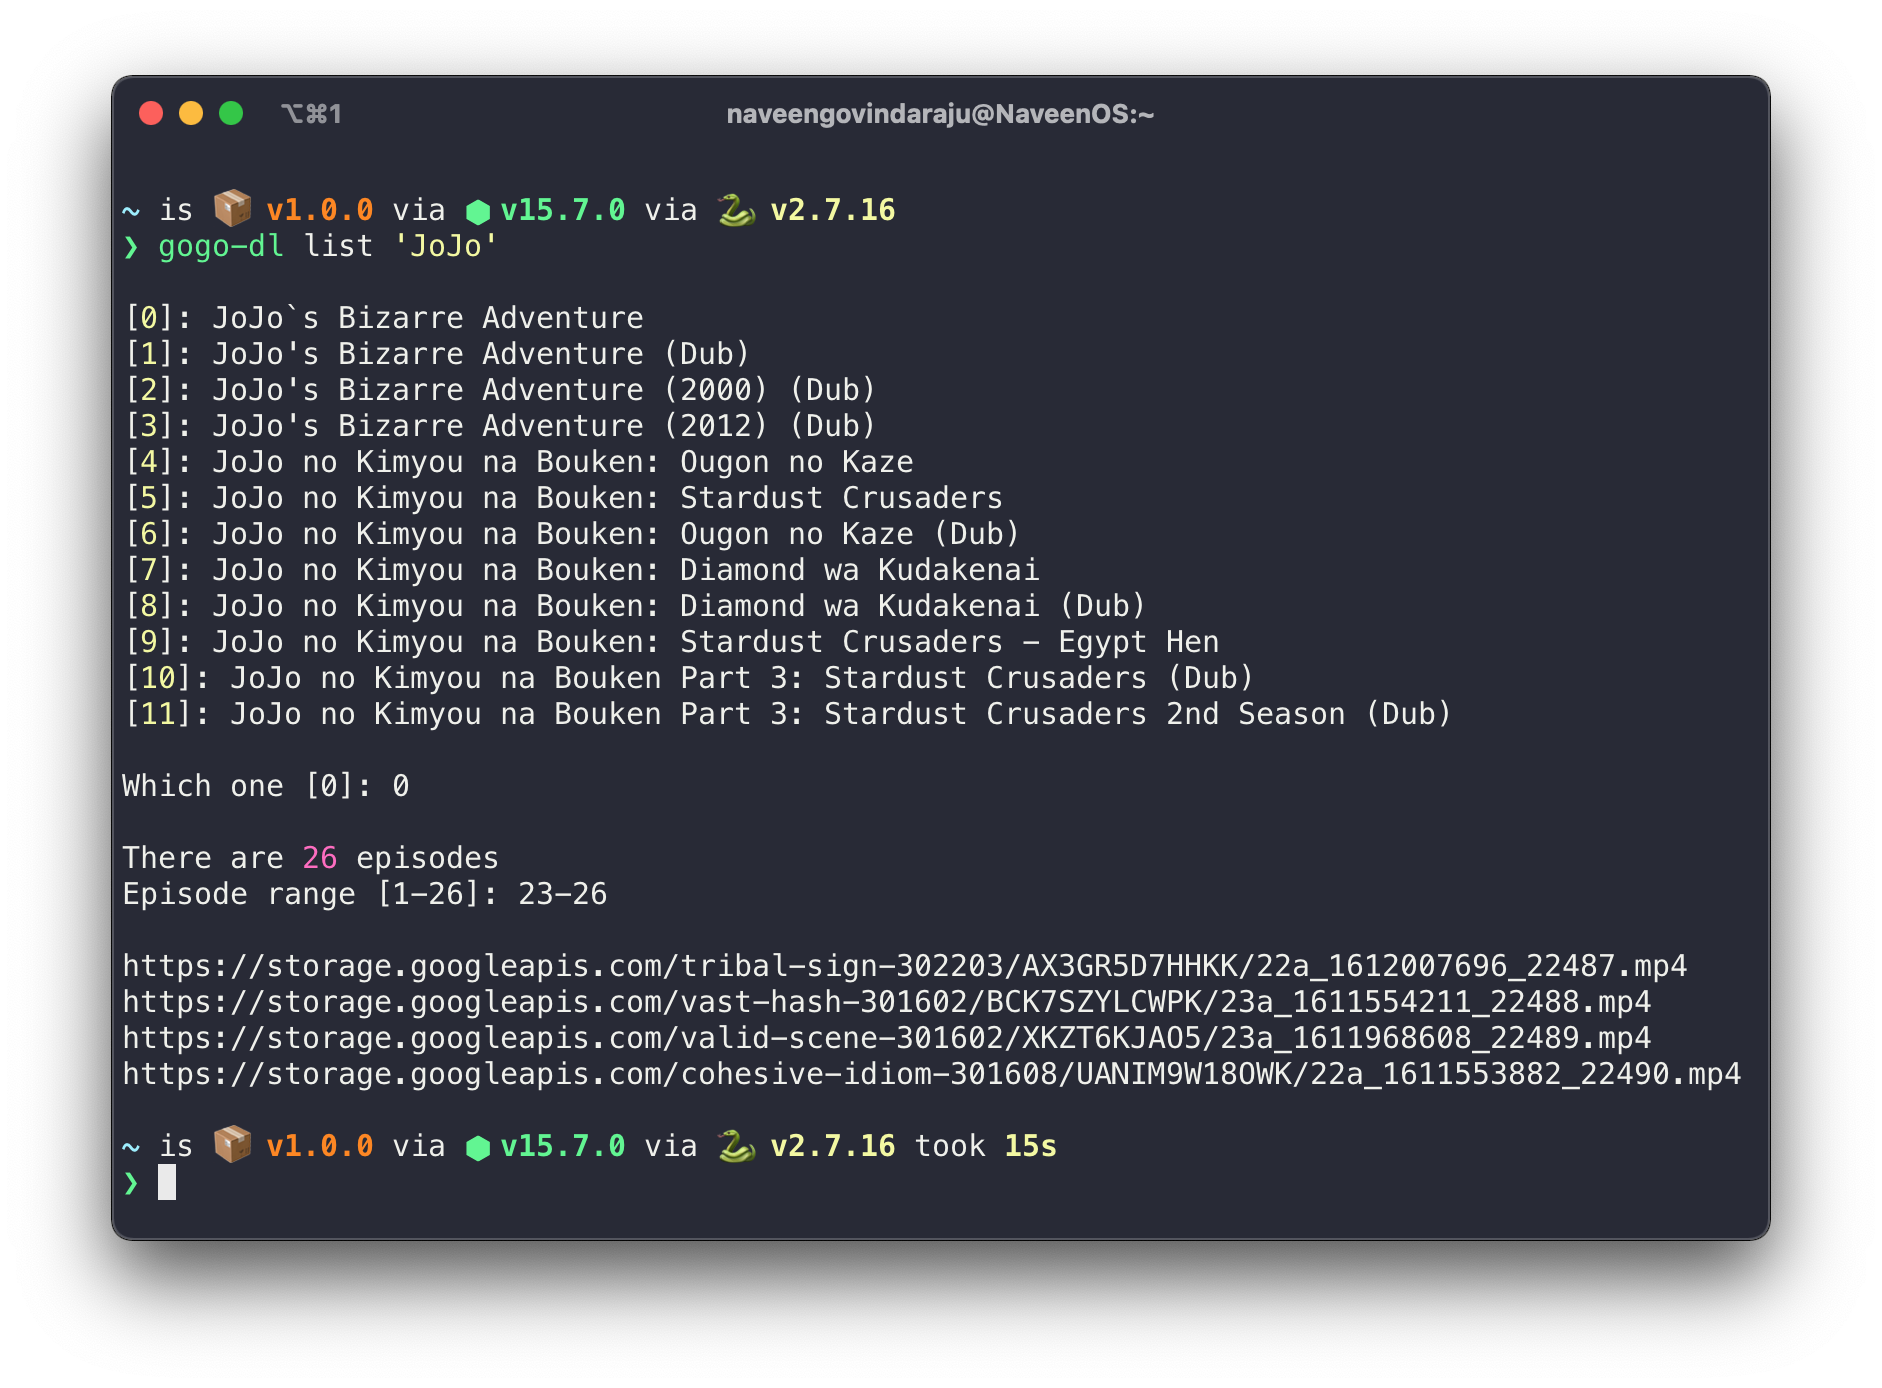 ⌥⌘1 naveengovindaraju@NaveenOS:~
~ is 📦 v1.0.0 via ⬢ v15.7.0 via 🐍 v2.7.16
❯ gogo-dl list 'JoJo'
[0]: JoJo`s Bizarre Adventure
[1]: JoJo's Bizarre Adventure (Dub)
[2]: JoJo's Bizarre Adventure (2000) (Dub)
[3]: JoJo's Bizarre Adventure (2012) (Dub)
[4]: JoJo no Kimyou na Bouken: Ougon no Kaze
[5]: JoJo no Kimyou na Bouken: Stardust Crusaders
[6]: JoJo no Kimyou na Bouken: Ougon no Kaze (Dub)
[7]: JoJo no Kimyou na Bouken: Diamond wa Kudakenai
[8]: JoJo no Kimyou na Bouken: Diamond wa Kudakenai (Dub)
[9]: JoJo no Kimyou na Bouken: Stardust Crusaders - Egypt Hen
[10]: JoJo no Kimyou na Bouken Part 3: Stardust Crusaders (Dub)
[11]: JoJo no Kimyou na Bouken Part 3: Stardust Crusaders 2nd Season (Dub)
Which one [0]: 0
There are 26 episodes
Episode range [1-26]: 23-26
https://storage.googleapis.com/tribal-sign-302203/AX3GR5D7HHKK/22a_1612007696_22487.mp4
https://storage.googleapis.com/vast-hash-301602/BCK7SZYLCWPK/23a_1611554211_22488.mp4
https://storage.googleapis.com/valid-scene-301602/XKZT6KJAO5/23a_1611968608_22489.mp4
https://storage.googleapis.com/cohesive-idiom-301608/UANIM9W18OWK/22a_1611553882_22490.mp4
~ is 📦 v1.0.0 via ⬢ v15.7.0 via 🐍 v2.7.16 took 15s
❯